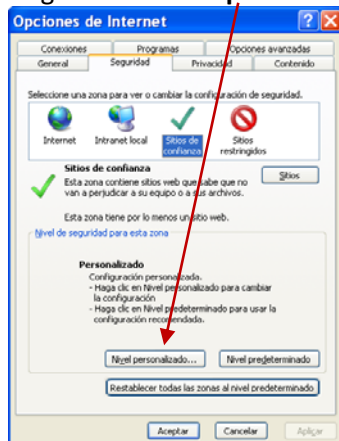 Opciones de Internet
Conexiones Programas Opciones avanzadas
General Seguridad Privacidad Contenido
Seleccione una zona para ver o cambiar la configuración de seguridad.
Internet Intranet local Sitios de confianza Sitios restringidos
Sitios de confianza
Esta zona contiene sitios web que sabe que no
van a perjudicar a su equipo o a sus archivos.
Sitios
Esta zona tiene por lo menos un sitio web.
Nivel de seguridad para esta zona
Personalizado
Configuración personalizada.
- Haga clic en Nivel personalizado para cambiar
la configuración
- Haga clic en Nivel predeterminado para usar la
configuración recomendada.
Nivel personalizado... Nivel predeterminado
Restablecer todas las zonas al nivel predeterminado
Aceptar Cancelar Aplicar